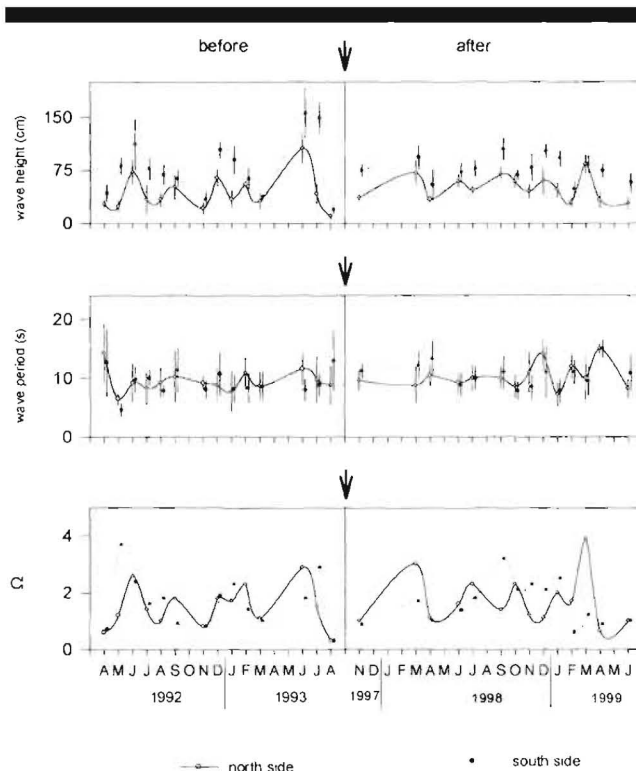 before after
150
75
0
wave height (cm)
20
10
0
wave period (s)
4
2
0
Ω
A M J J A S O N D J F M A M J J A N D J F M A M J J A S O N D J F M A M J
1992 1993 1997 1998 1999
north side south side